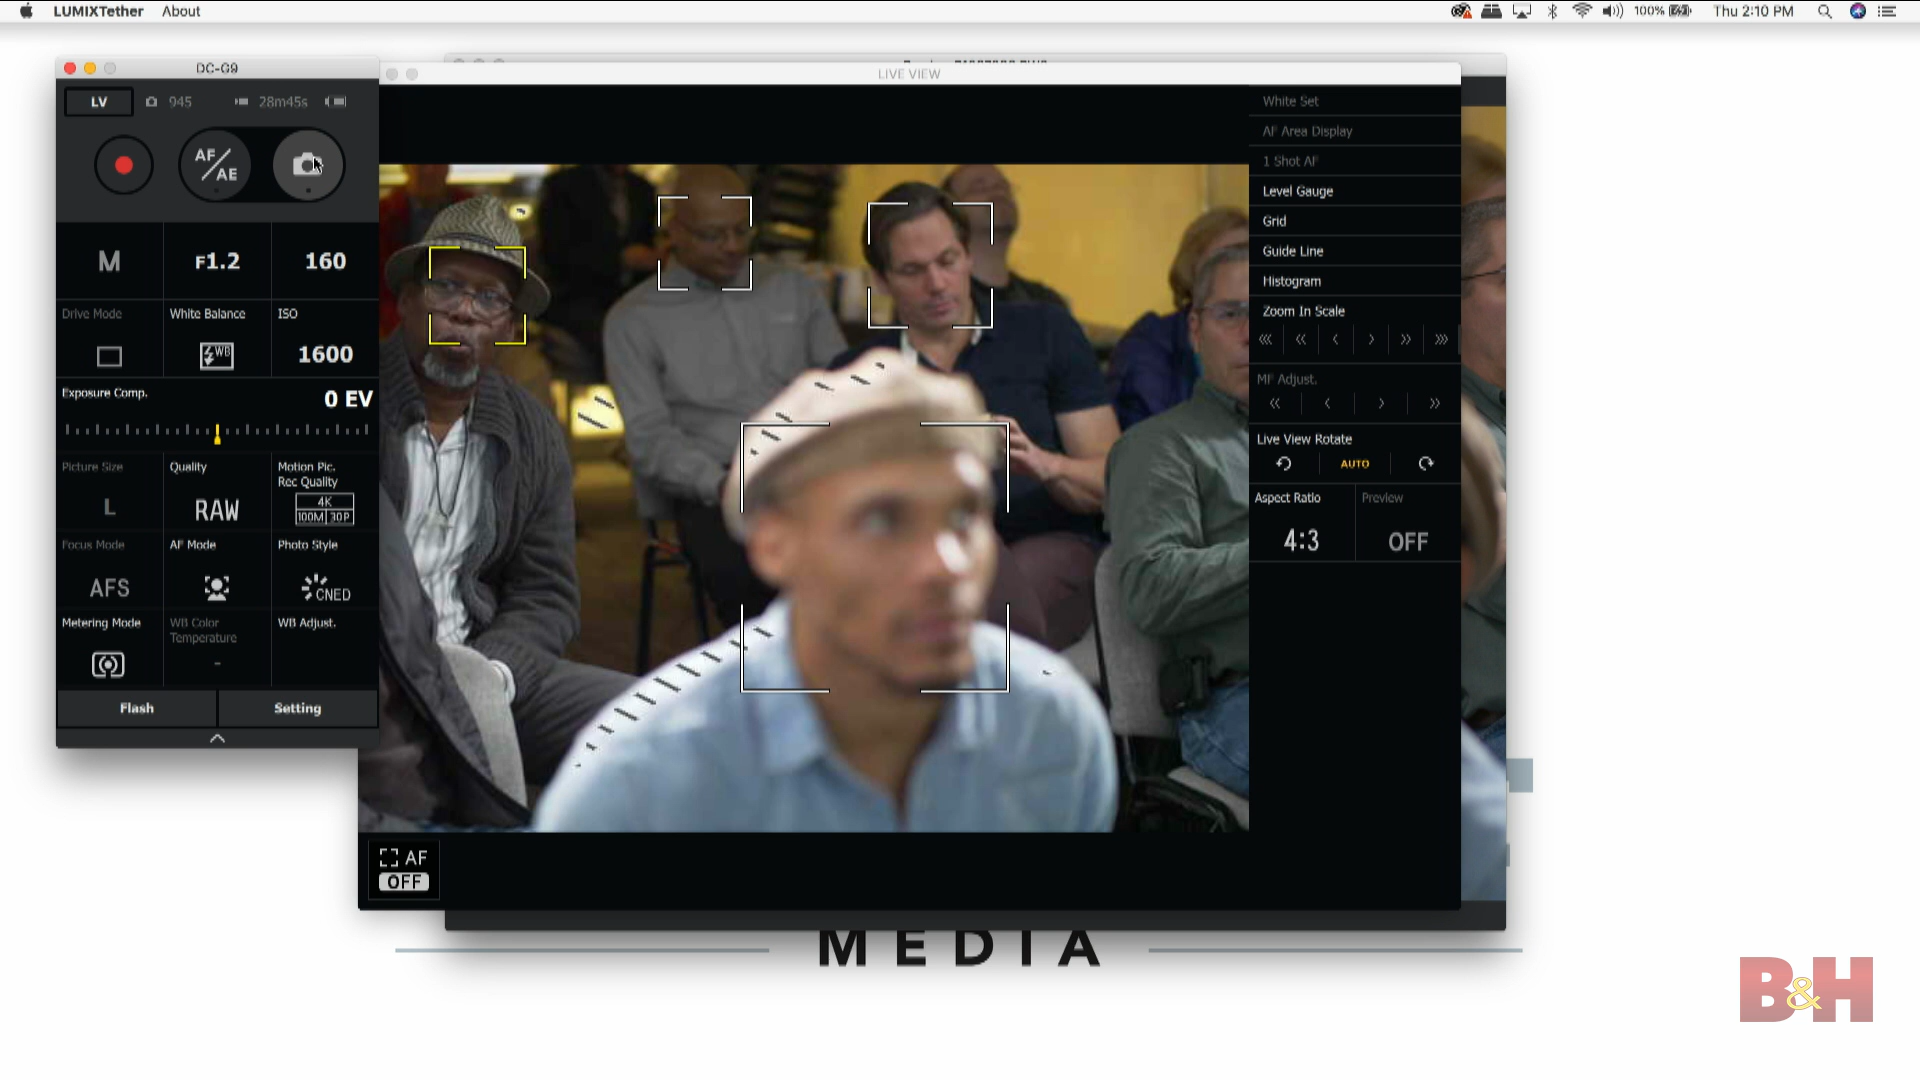 LUMIXTether About
100% Thu 2:10 PM
DC-G9
LIVE VIEW
LV 945 28m45s
AF/AE
M F1.2 160
Drive Mode White Balance ISO
WB 1600
Exposure Comp.
0 EV
Picture Size Quality Motion Pic. Rec Quality
L RAW 4K 100M 30P
Focus Mode AF Mode Photo Style
AFS CNED
Metering Mode WB Color Temperature WB Adjust.
-
Flash Setting
White Set
AF Area Display
1 Shot AF
Level Gauge
Grid
Guide Line
Histogram
Zoom In Scale
MF Adjust.
Live View Rotate
AUTO
Aspect Ratio Preview
4:3 OFF
AF
OFF
MEDIA
B&H